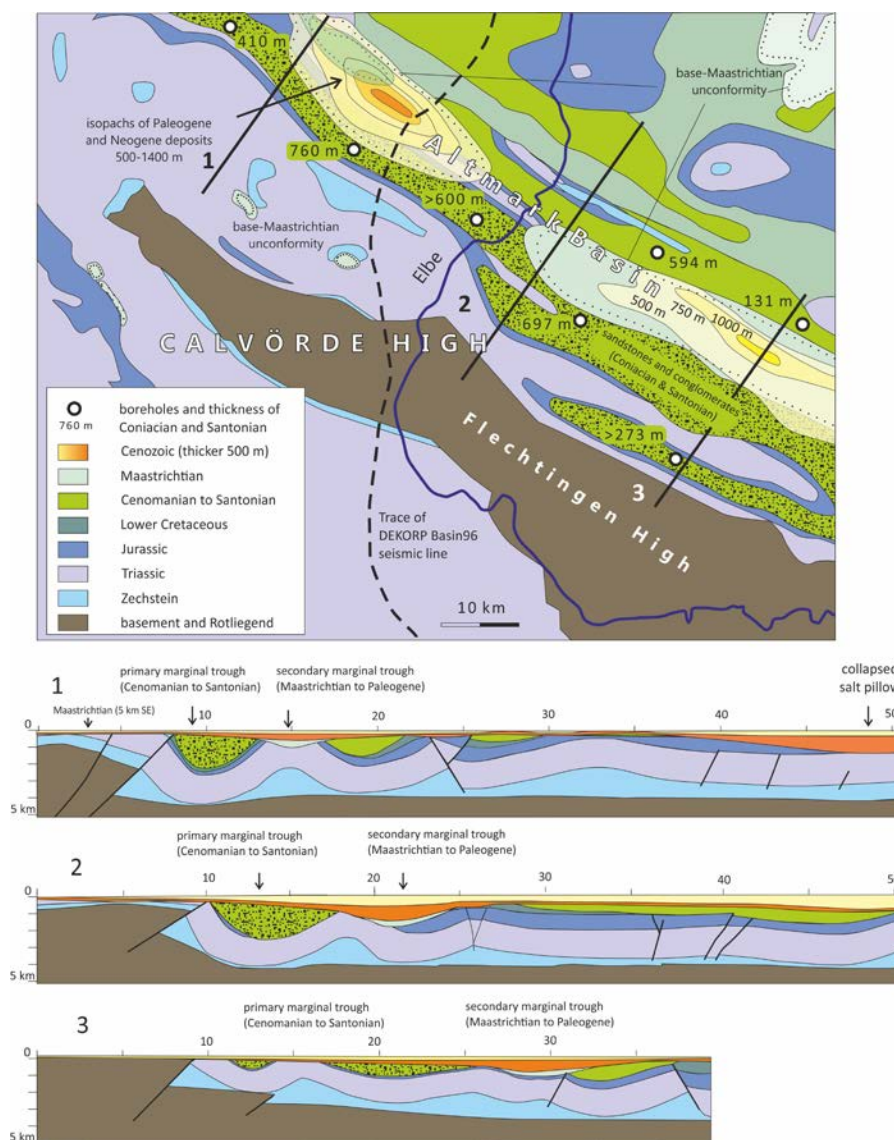 410 m
base-Maastrichtian
unconformity
isopachs of Paleogene
and Neogene deposits
500-1400 m
1
760 m
Altmark Basin
>600 m
base-Maastrichtian
unconformity
Elbe
594 m
2
131 m
500 m
750 m
1000 m
697 m
sandstones and conglomerates
(Coniacian & Santonian)
CALVÖRDE HIGH
>273 m
3
Flechtingen High
Trace of
DEKORP Basin96
seismic line
10 km
boreholes and thickness of
760 m
Coniacian and Santonian
Cenozoic (thicker 500 m)
Maastrichtian
Cenomanian to Santonian
Lower Cretaceous
Jurassic
Triassic
Zechstein
basement and Rotliegend
1
primary marginal trough
(Cenomanian to Santonian)
secondary marginal trough
(Maastrichtian to Paleogene)
collapsed
salt pillow
Maastrichtian (5 km SE)
0
10
20
30
40
50
5 km
2
primary marginal trough
(Cenomanian to Santonian)
secondary marginal trough
(Maastrichtian to Paleogene)
0
10
20
30
40
50
5 km
3
primary marginal trough
(Cenomanian to Santonian)
secondary marginal trough
(Maastrichtian to Paleogene)
0
10
20
30
5 km